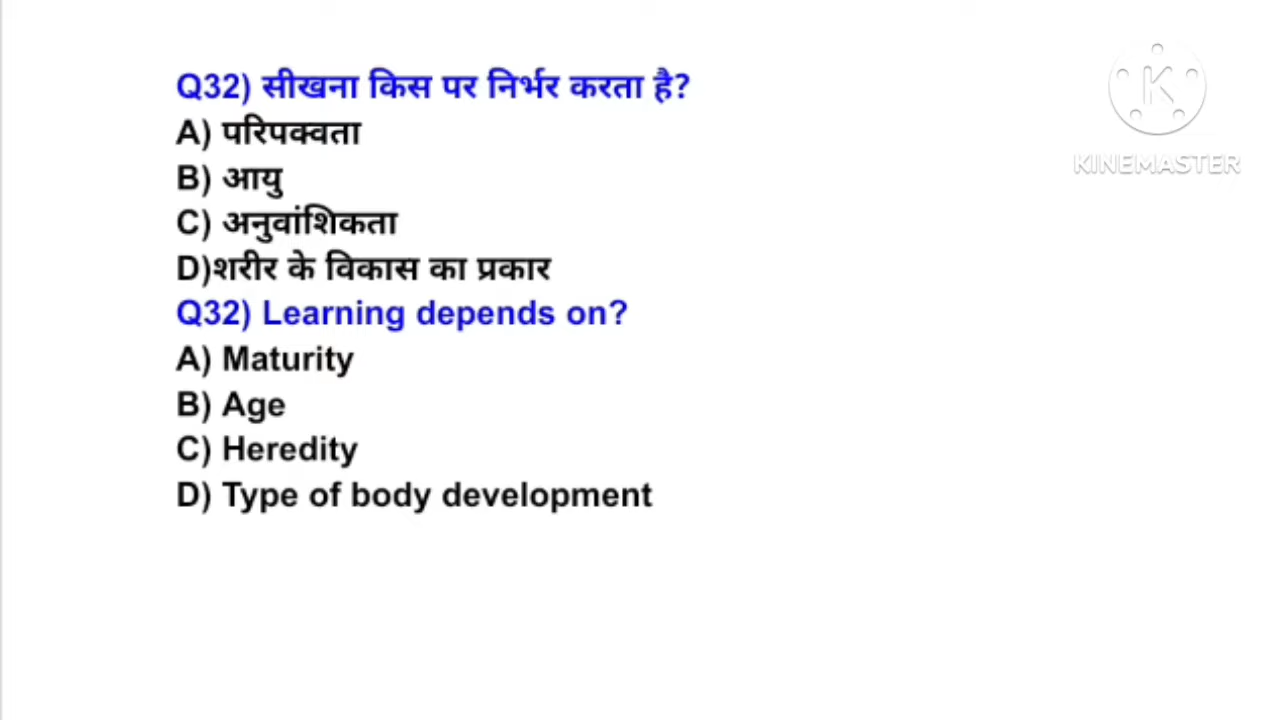 Q32) सीखना किस पर निर्भर करता है?
A) परिपक्वता
B) आयु
C) अनुवांशिकता
D)शरीर के विकास का प्रकार
Q32) Learning depends on?
A) Maturity
B) Age
C) Heredity
D) Type of body development
K
KINEMASTER